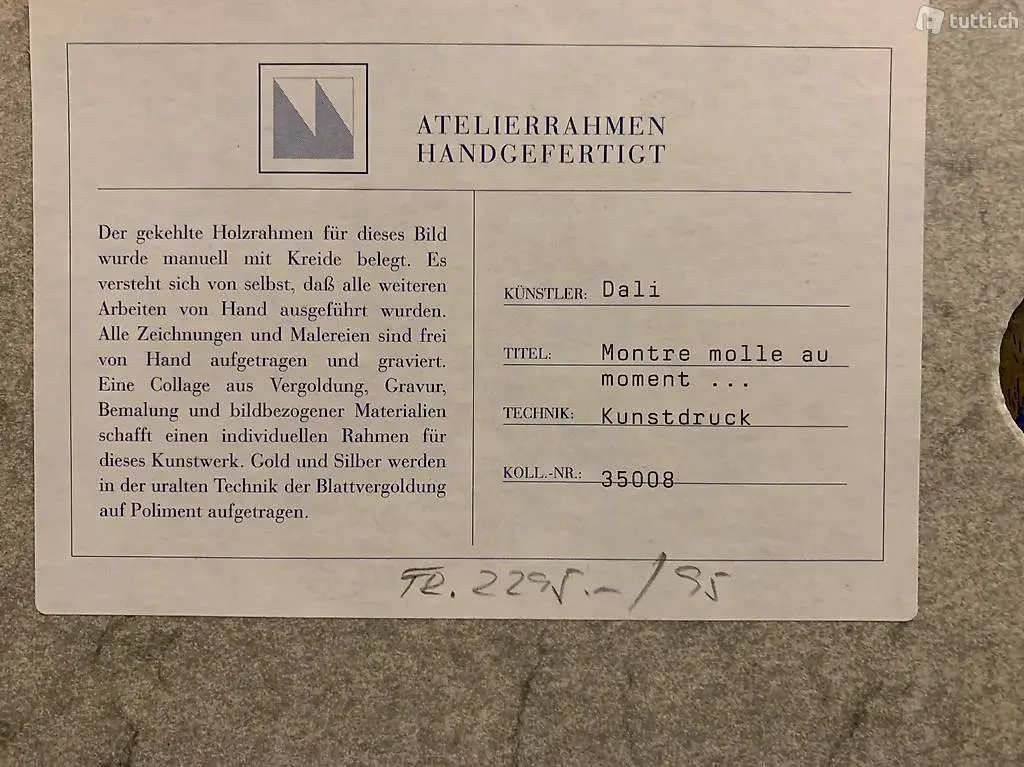 tutti.ch
ATELIERRAHMEN
HANDGEFERTIGT
Der gekehlte Holzrahmen für dieses Bild
wurde manuell mit Kreide belegt. Es
versteht sich von selbst, daß alle weiteren
Arbeiten von Hand ausgeführt wurden.
Alle Zeichnungen und Malereien sind frei
von Hand aufgetragen und graviert.
Eine Collage aus Vergoldung, Gravur,
Bemalung und bildbezogener Materialien
schafft einen individuellen Rahmen für
dieses Kunstwerk. Gold und Silber werden
in der uralten Technik der Blattvergoldung
auf Poliment aufgetragen.
KÜNSTLER: Dali
TITEL: Montre molle au
moment ...
TECHNIK: Kunstdruck
KOLL.-NR.: 35008
FR. 2295.-/95